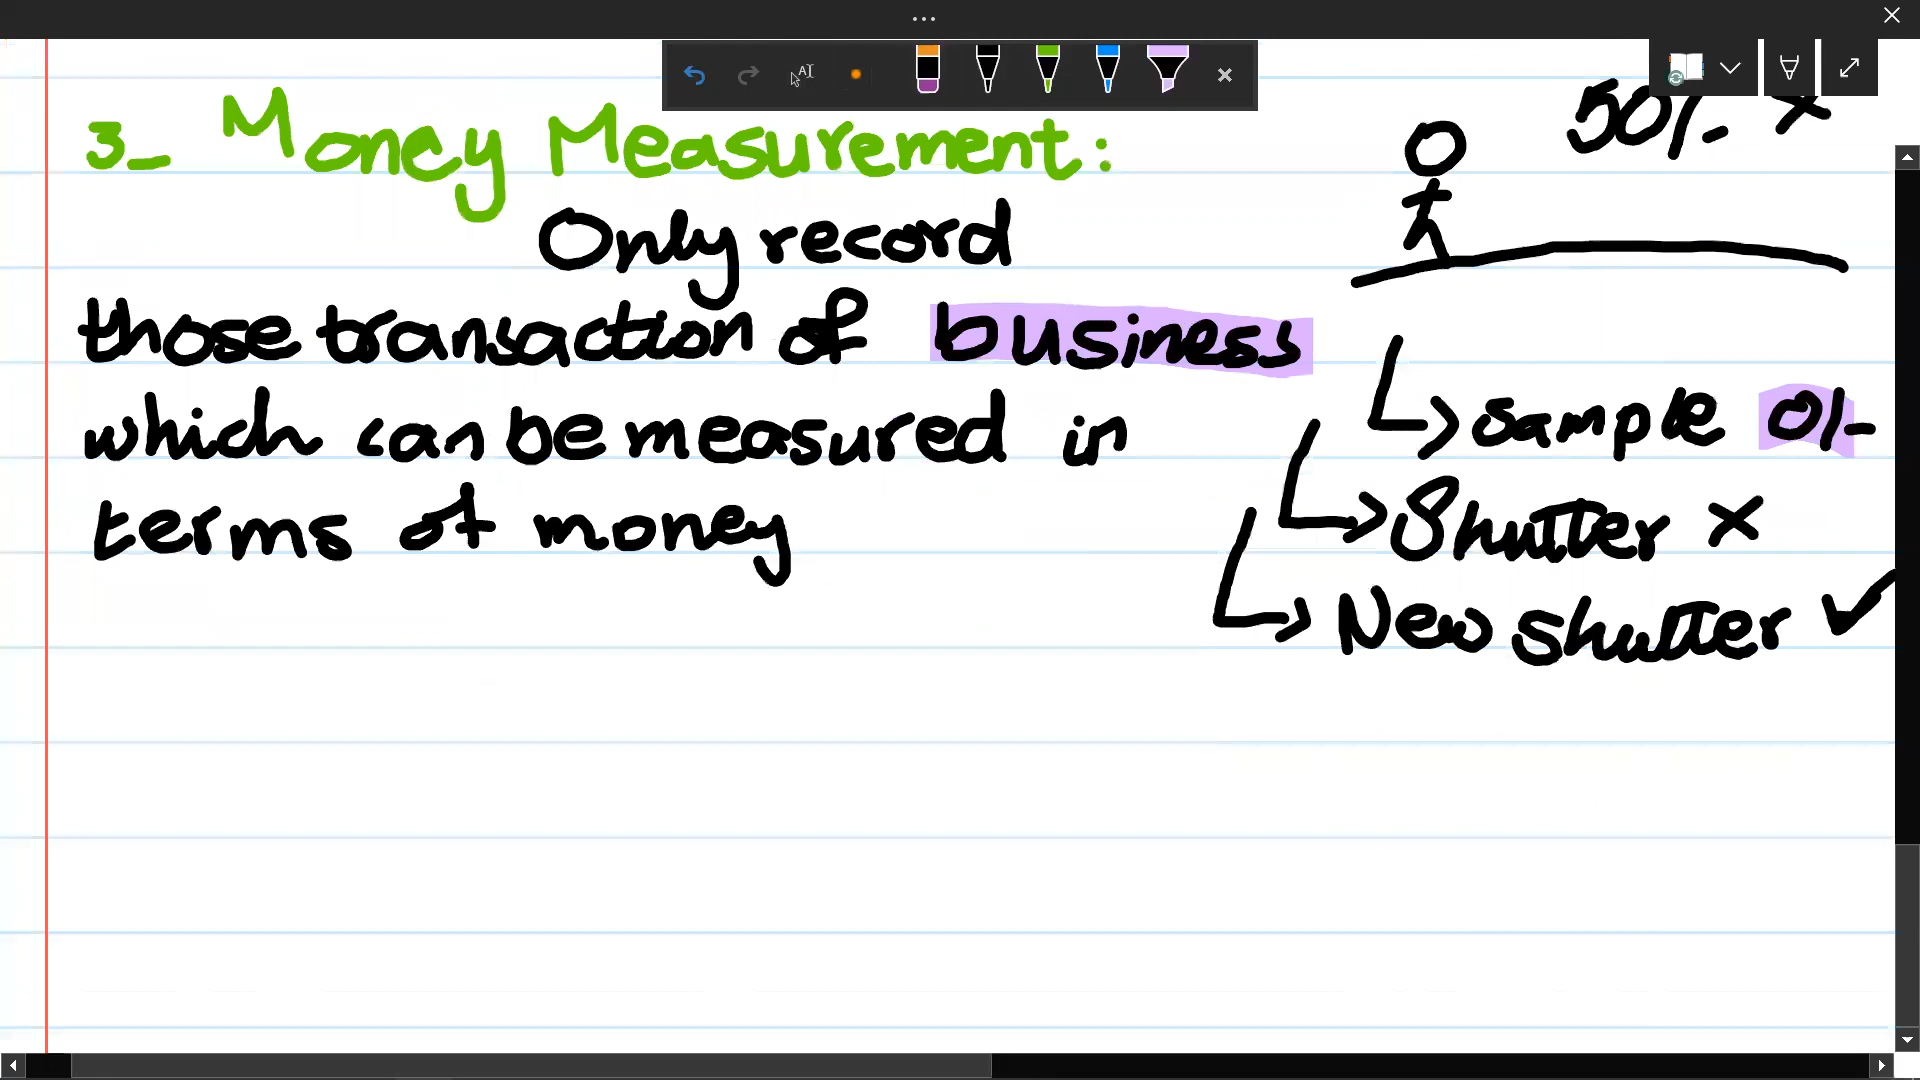 3_ Money Measurement:
50/- ×
Only record
those transaction of business
which can be measured in
terms of money
sample 0/-
Shutter ×
New shutter ✓